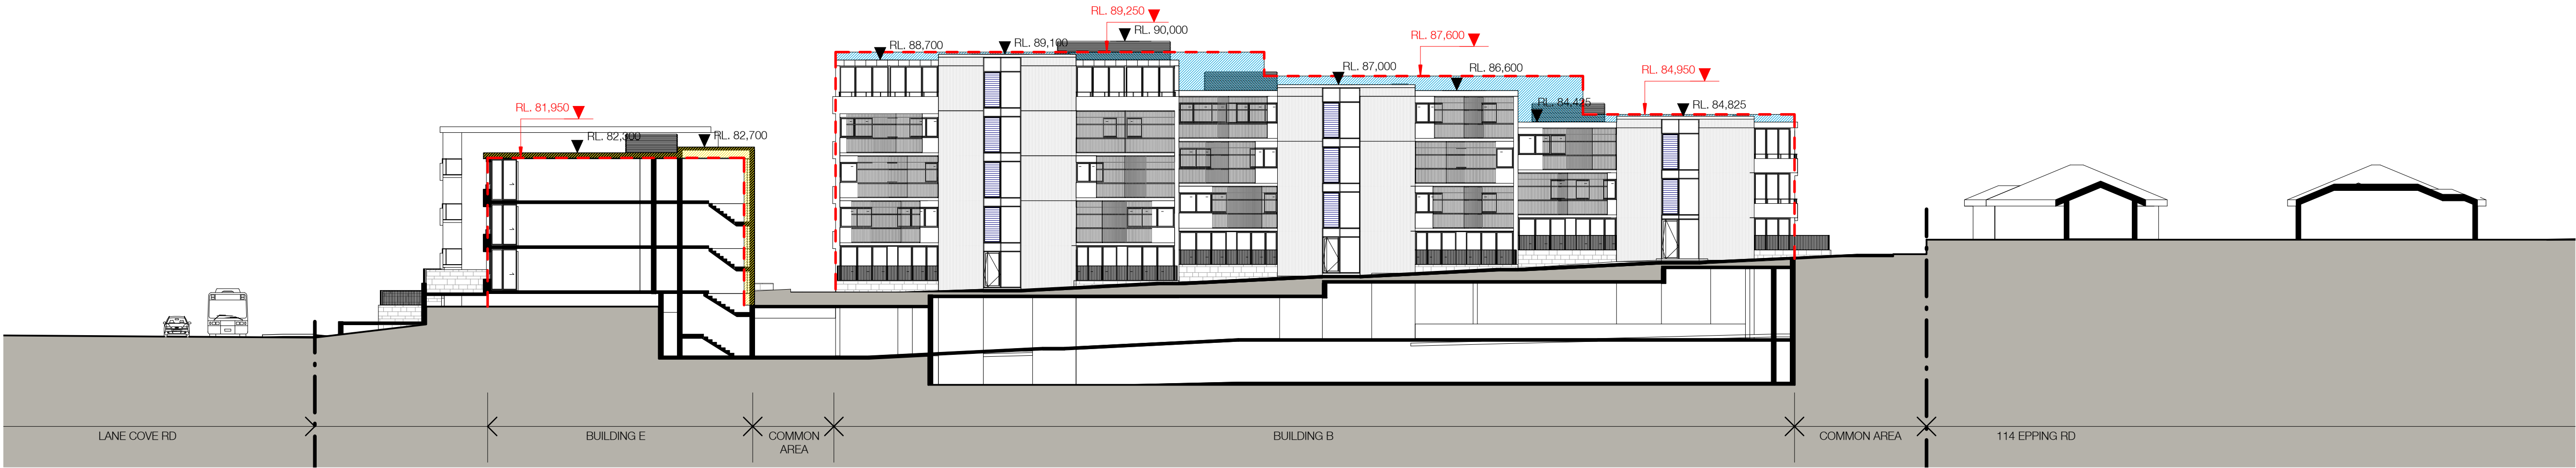 RL. 89,250
RL. 90,000
RL. 88,700
RL. 89,100
RL. 87,600
RL. 87,000
RL. 86,600
RL. 84,950
RL. 84,425
RL. 84,825
RL. 81,950
RL. 82,300
RL. 82,700
LANE COVE RD
BUILDING E
COMMON
AREA
BUILDING B
COMMON AREA
114 EPPING RD